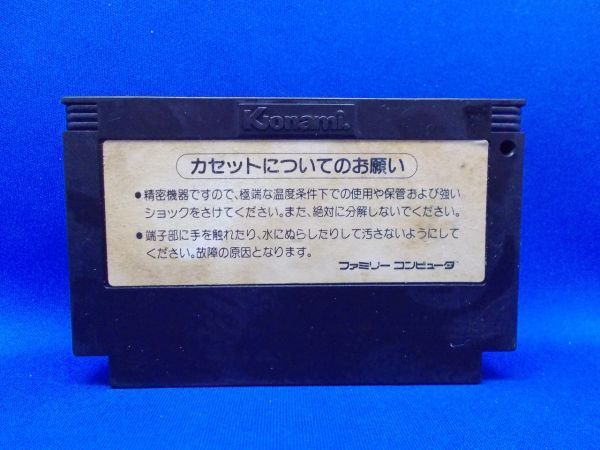 Konami
カセットについてのお願い
●精密機器ですので、極端な温度条件下での使用や保管および強い
ショックをさけてください。また、絶対に分解しないでください。
●端子部に手を触れたり、水にぬらしたりして汚さないようにして
ください。故障の原因となります。
ファミリー コンピュータ